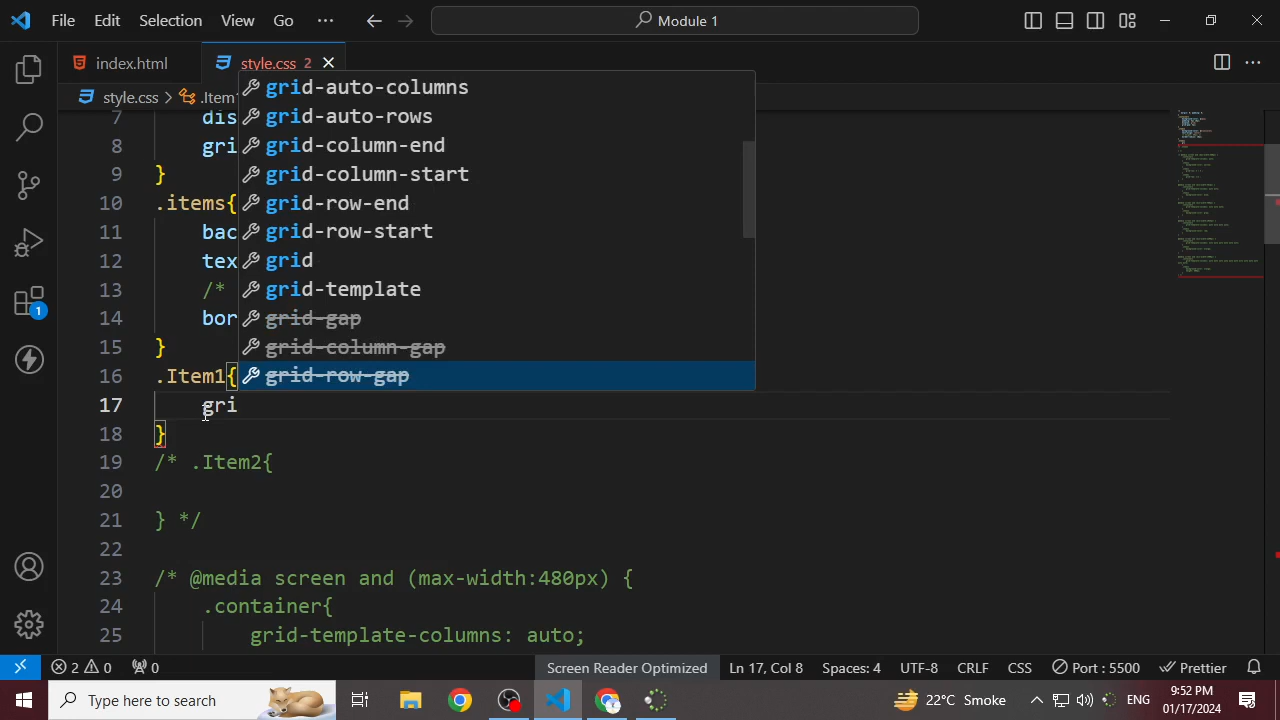 File Edit Selection View Go ··· Module 1
index.html style.css 2
style.css > .Item1
7 dis
8 gri
9 }
10 .items{
11 bac
12 tex
13 /*
14 bor
15 }
16 .Item1{
17 gri
18 }
19 /* .Item2{
20
21 } */
22
23 /* @media screen and (max-width:480px) {
24 .container{
25 grid-template-columns: auto;
grid-auto-columns
grid-auto-rows
grid-column-end
grid-column-start
grid-row-end
grid-row-start
grid
grid-template
grid-gap
grid-column-gap
grid-row-gap
1
2 0 0 Screen Reader Optimized Ln 17, Col 8 Spaces: 4 UTF-8 CRLF CSS Port : 5500 Prettier
Type here to search 22°C Smoke ENG 9:52 PM
01/17/2024